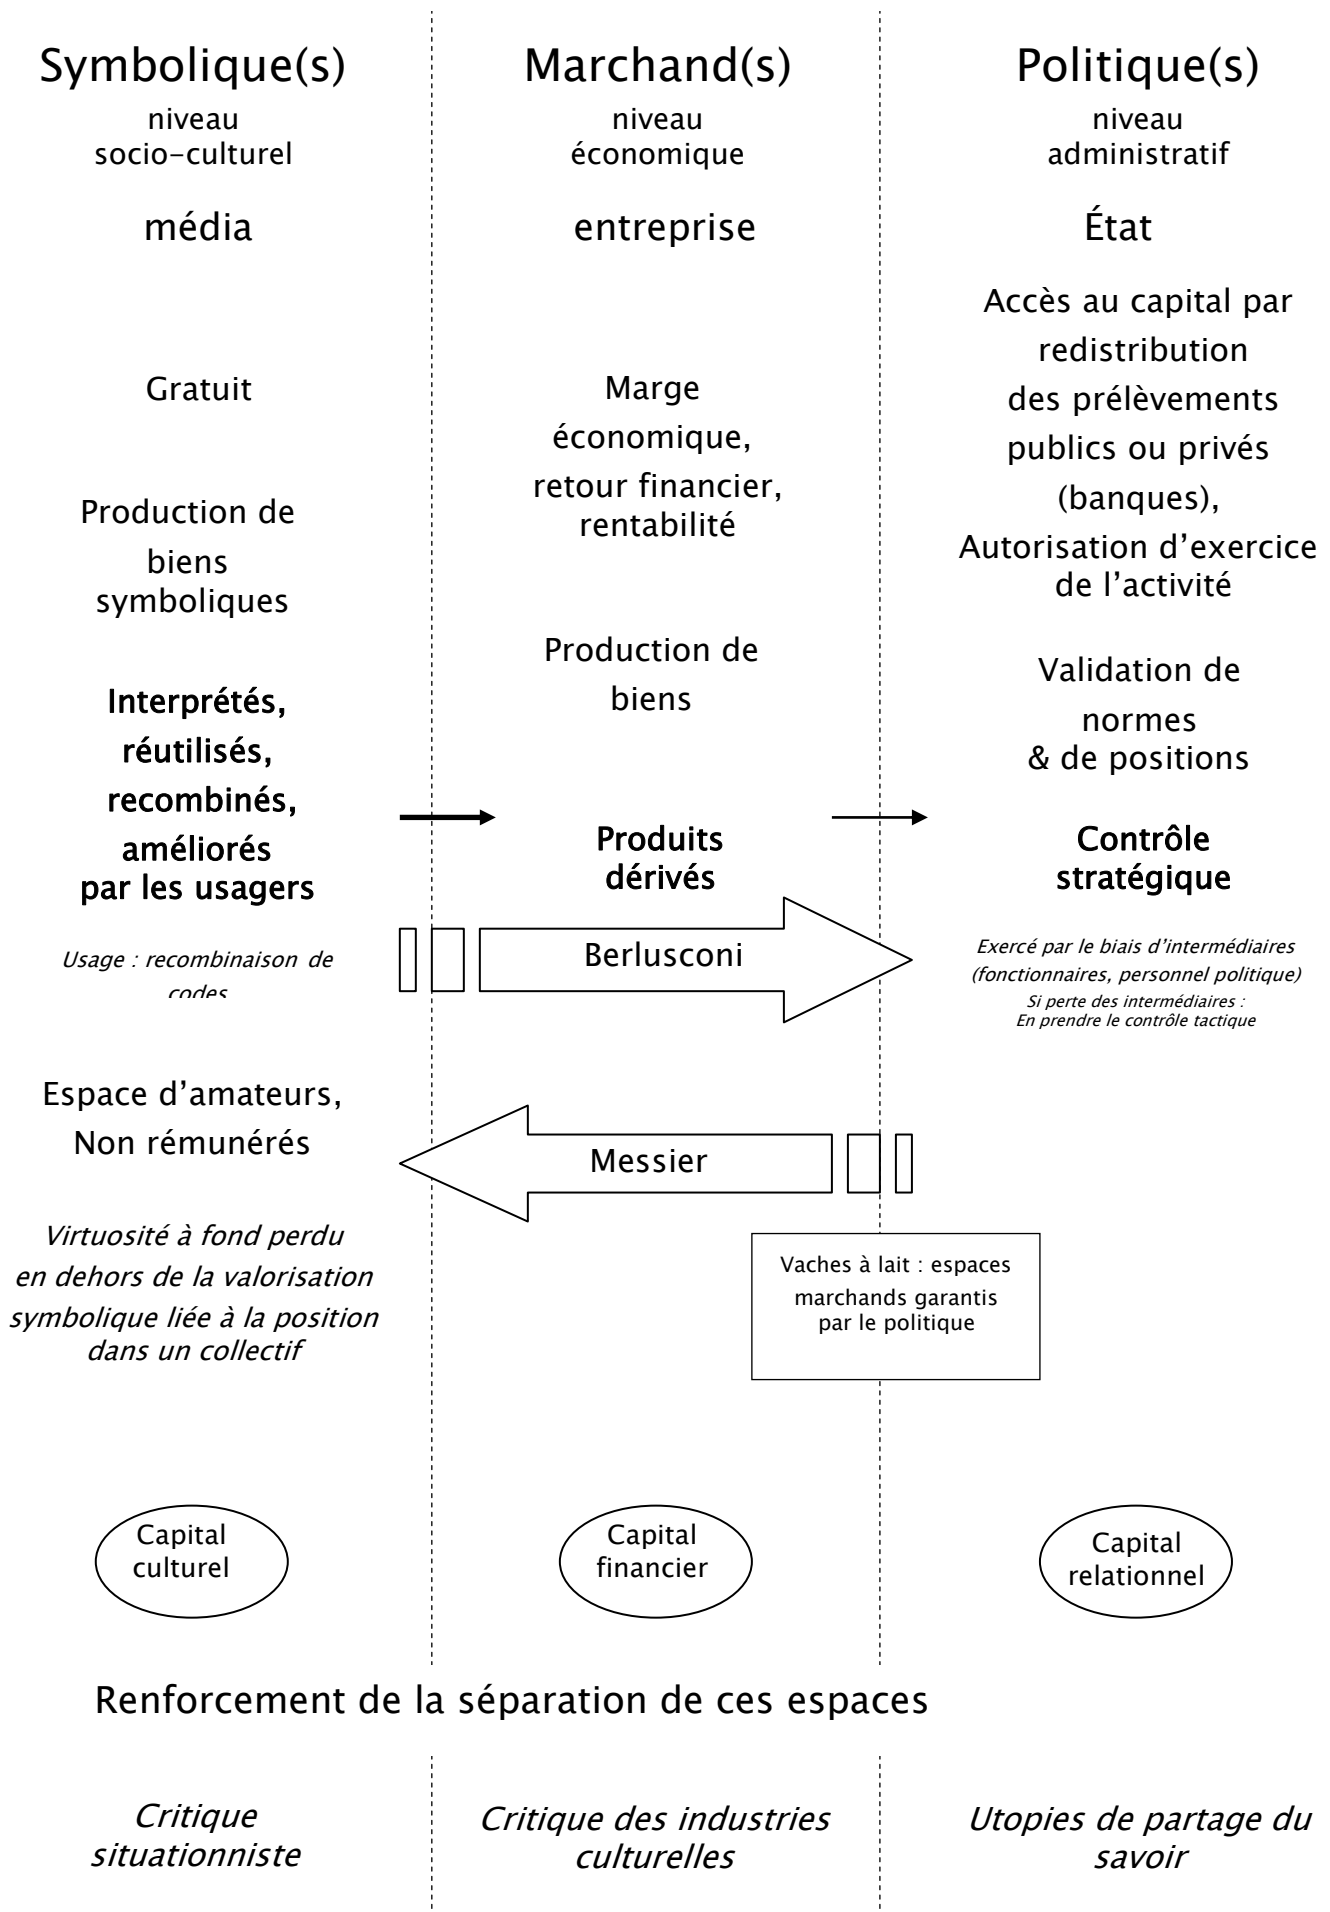 Symbolique(s)
niveau
socio-culturel
média
Gratuit
Production de
biens
symboliques
Interprétés,
réutilisés,
recombinés,
améliorés
par les usagers
Usage : recombinaison de
codes
Espace d'amateurs,
Non rémunérés
Virtuosité à fond perdu
en dehors de la valorisation
symbolique liée à la position
dans un collectif
Capital
culturel
Marchand(s)
niveau
économique
entreprise
Marge
économique,
retour financier,
rentabilité
Production de
biens
Produits
dérivés
Berlusconi
Messier
Capital
financier
Politique(s)
niveau
administratif
État
Accès au capital par
redistribution
des prélèvements
publics ou privés
(banques),
Autorisation d'exercice
de l'activité
Validation de
normes
& de positions
Contrôle
stratégique
Exercé par le biais d'intermédiaires
(fonctionnaires, personnel politique)
Si perte des intermédiaires :
En prendre le contrôle tactique
Vaches à lait : espaces
marchands garantis
par le politique
Capital
relationnel
Renforcement de la séparation de ces espaces
Critique
situationniste
Critique des industries
culturelles
Utopies de partage du
savoir